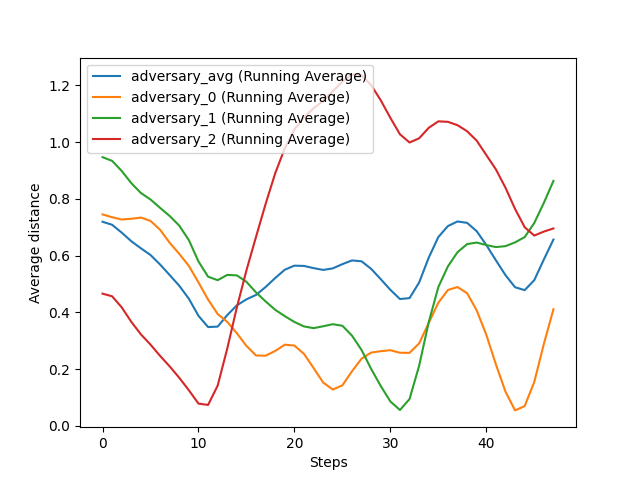 adversary_avg (Running Average)
adversary_0 (Running Average)
adversary_1 (Running Average)
adversary_2 (Running Average)
1.2
1.0
0.8
0.6
0.4
0.2
0.0
Average distance
0 10 20 30 40
Steps